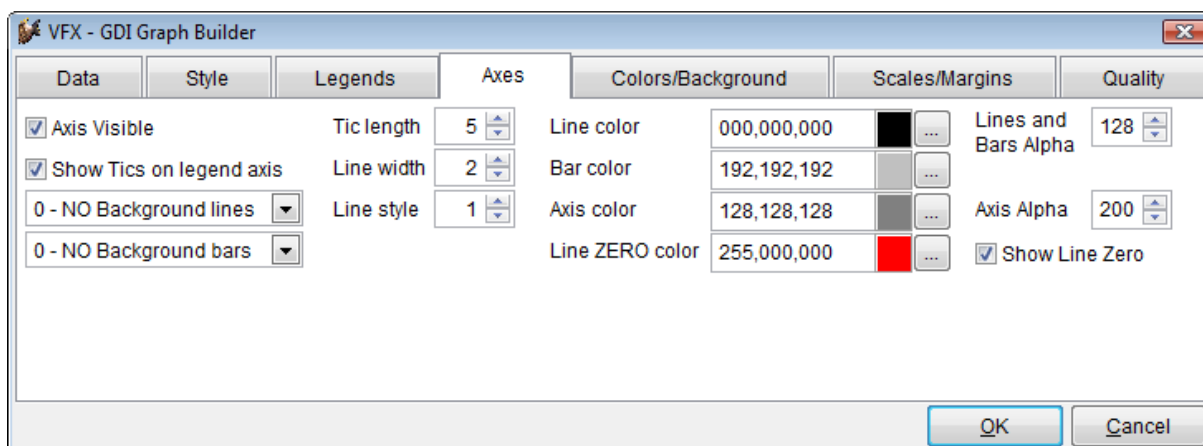 VFX - GDI Graph Builder
Data Style Legends Axes Colors/Background Scales/Margins Quality
Axis Visible Tic length 5 Line color 000,000,000 ... Lines and Bars Alpha 128
Show Tics on legend axis Line width 2 Bar color 192,192,192 ...
0 - NO Background lines Line style 1 Axis color 128,128,128 ... Axis Alpha 200
0 - NO Background bars Line ZERO color 255,000,000 ... Show Line Zero
OK Cancel